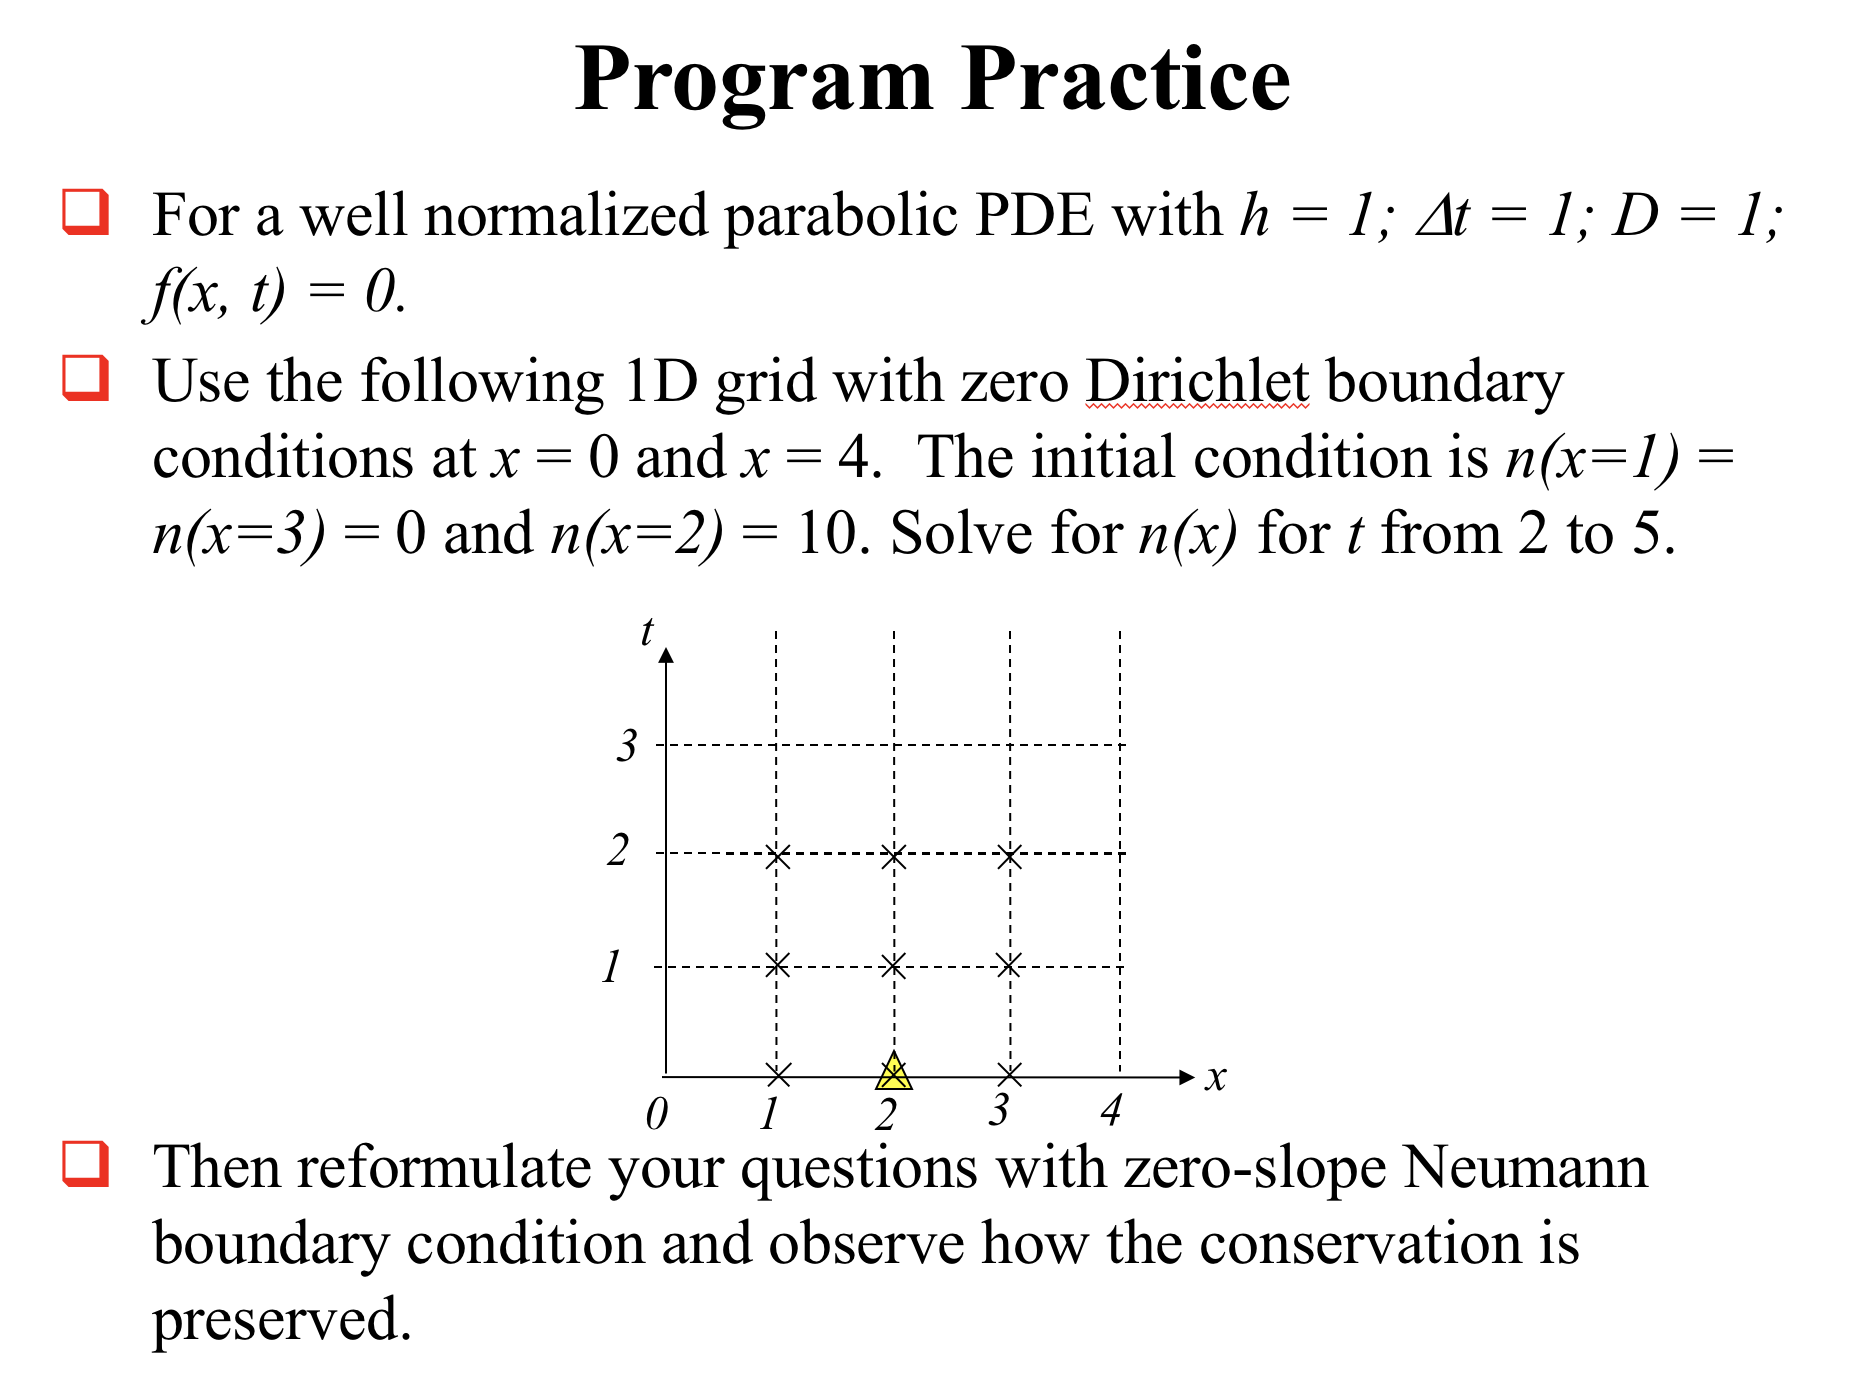 Program Practice
For a well normalized parabolic PDE with h = 1; Δt = 1; D = 1;
f(x, t) = 0.
Use the following 1D grid with zero Dirichlet boundary
conditions at x = 0 and x = 4. The initial condition is n(x=1) =
n(x=3) = 0 and n(x=2) = 10. Solve for n(x) for t from 2 to 5.
t
3
2
1
x
0 1 2 3 4
Then reformulate your questions with zero-slope Neumann
boundary condition and observe how the conservation is
preserved.